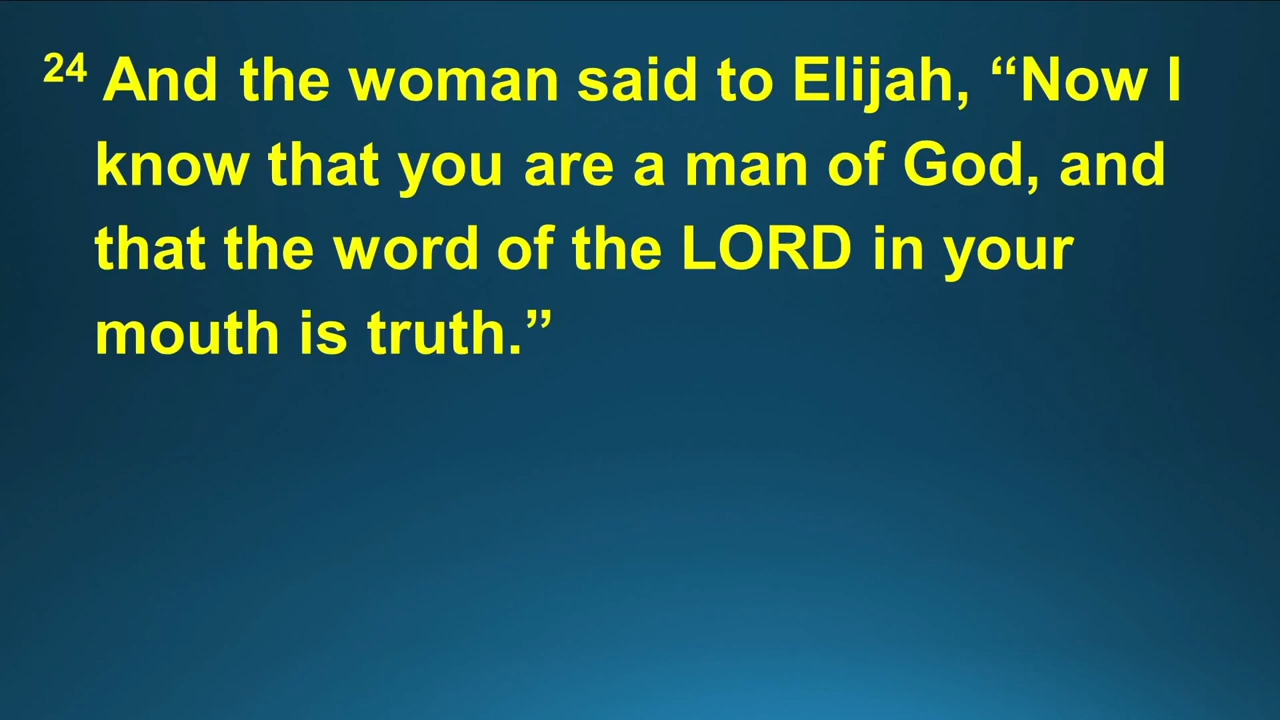 24 And the woman said to Elijah, “Now I
know that you are a man of God, and
that the word of the LORD in your
mouth is truth.”